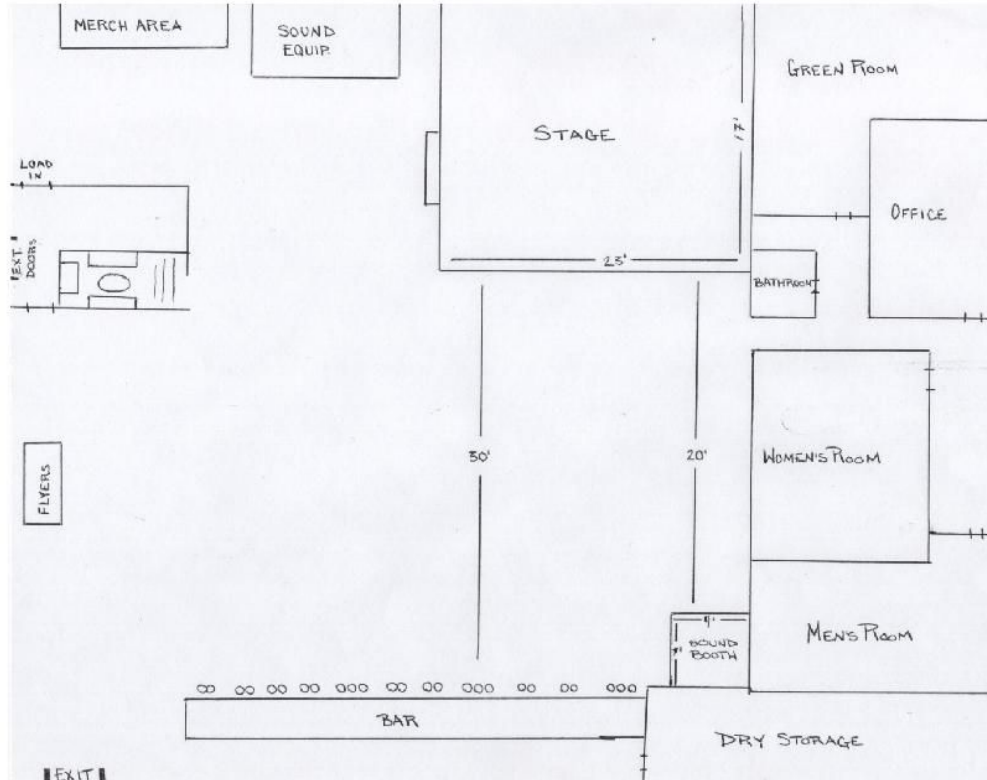 MERCH AREA
SOUND
EQUIP.
GREEN ROOM
STAGE
17'
LOAD
IN
OFFICE
EXT.
DOORS
BATHROOM
30'
20'
WOMEN'S ROOM
FLYERS
SOUND
BOOTH
MEN'S ROOM
BAR
DRY STORAGE
EXIT